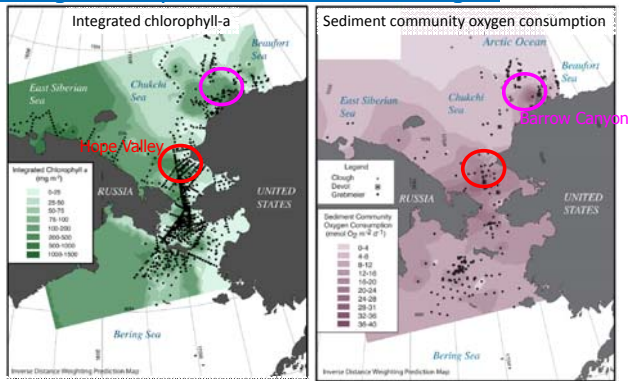 Integrated chlorophyll-a
Beaufort
Sea
Chukchi
Sea
East Siberian
Sea
Hope Valley
Integrated Chlorophyll a
(mg m⁻²)
0-25
25-50
50-75
75-100
100-200
200-500
500-1000
1000-1500
RUSSIA
UNITED
STATES
Bering Sea
Inverse Distance Weighting Prediction Map
Sediment community oxygen consumption
Arctic Ocean
Beaufort
Sea
Chukchi
Sea
East Siberian
Sea
Barrow Canyon
Legend
Clough
Devol
Grebmeier
RUSSIA
UNITED
STATES
Sediment Community
Oxygen Consumption
(mmol O₂ m⁻² d⁻¹)
0-4
4-8
8-12
12-16
16-20
20-24
24-28
28-31
32-36
36-40
Bering Sea
Inverse Distance Weighting Prediction Map